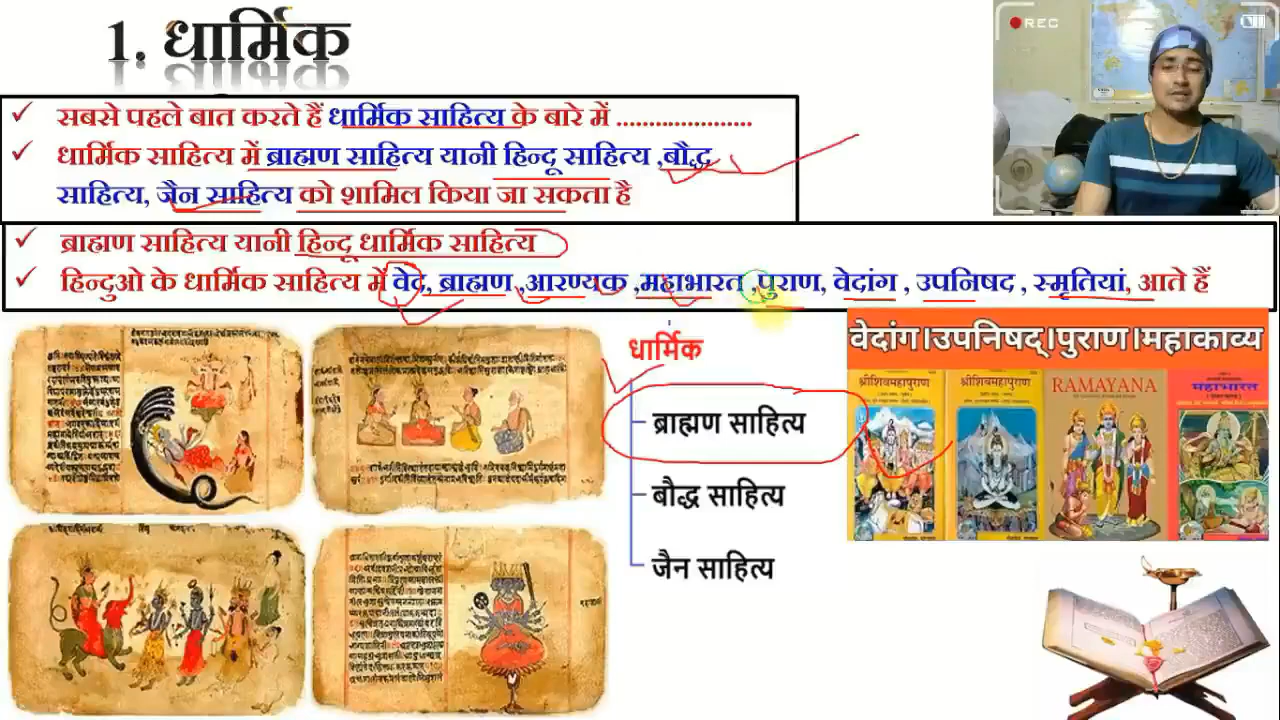 1. धार्मिक
REC
सबसे पहले बात करते हैं धार्मिक साहित्य के बारे में .....................
धार्मिक साहित्य में ब्राह्मण साहित्य यानी हिन्दू साहित्य ,बौद्ध
साहित्य, जैन साहित्य को शामिल किया जा सकता है
ब्राह्मण साहित्य यानी हिन्दू धार्मिक साहित्य
हिन्दुओ के धार्मिक साहित्य में वेद, ब्राह्मण ,आरण्यक ,महाभारत ,पुराण, वेदांग , उपनिषद , स्मृतियां, आते हैं
धार्मिक
ब्राह्मण साहित्य
बौद्ध साहित्य
जैन साहित्य
वेदांग।उपनिषद्।पुराण।महाकाव्य
श्रीशिवमहापुराण
श्रीशिवमहापुराण
RAMAYANA
महाभारत